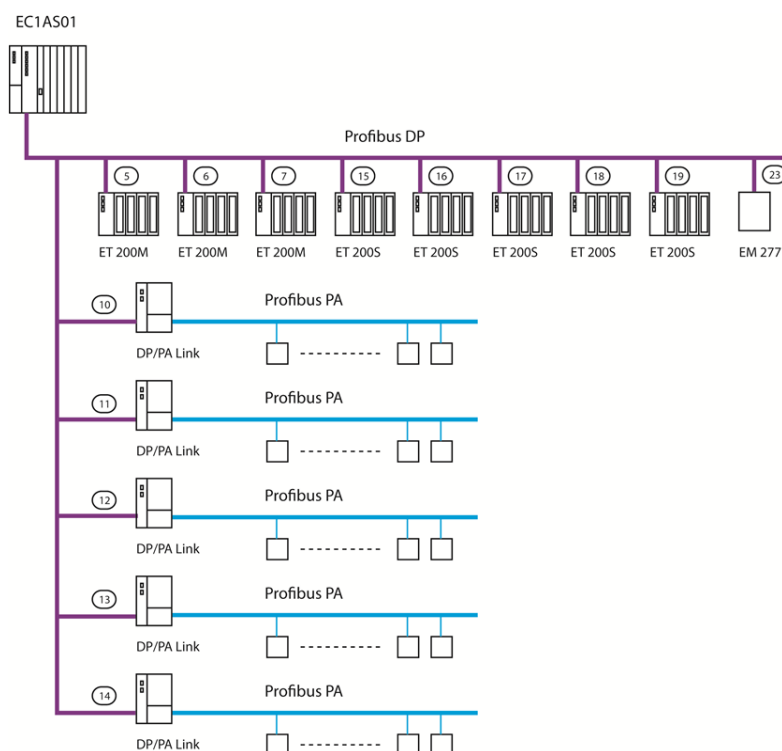 EC1AS01
Profibus DP
5 6 7 15 16 17 18 19 23
ET 200M ET 200M ET 200M ET 200S ET 200S ET 200S ET 200S ET 200S EM 277
10
Profibus PA
DP/PA Link
11
Profibus PA
DP/PA Link
12
Profibus PA
DP/PA Link
13
Profibus PA
DP/PA Link
14
Profibus PA
DP/PA Link